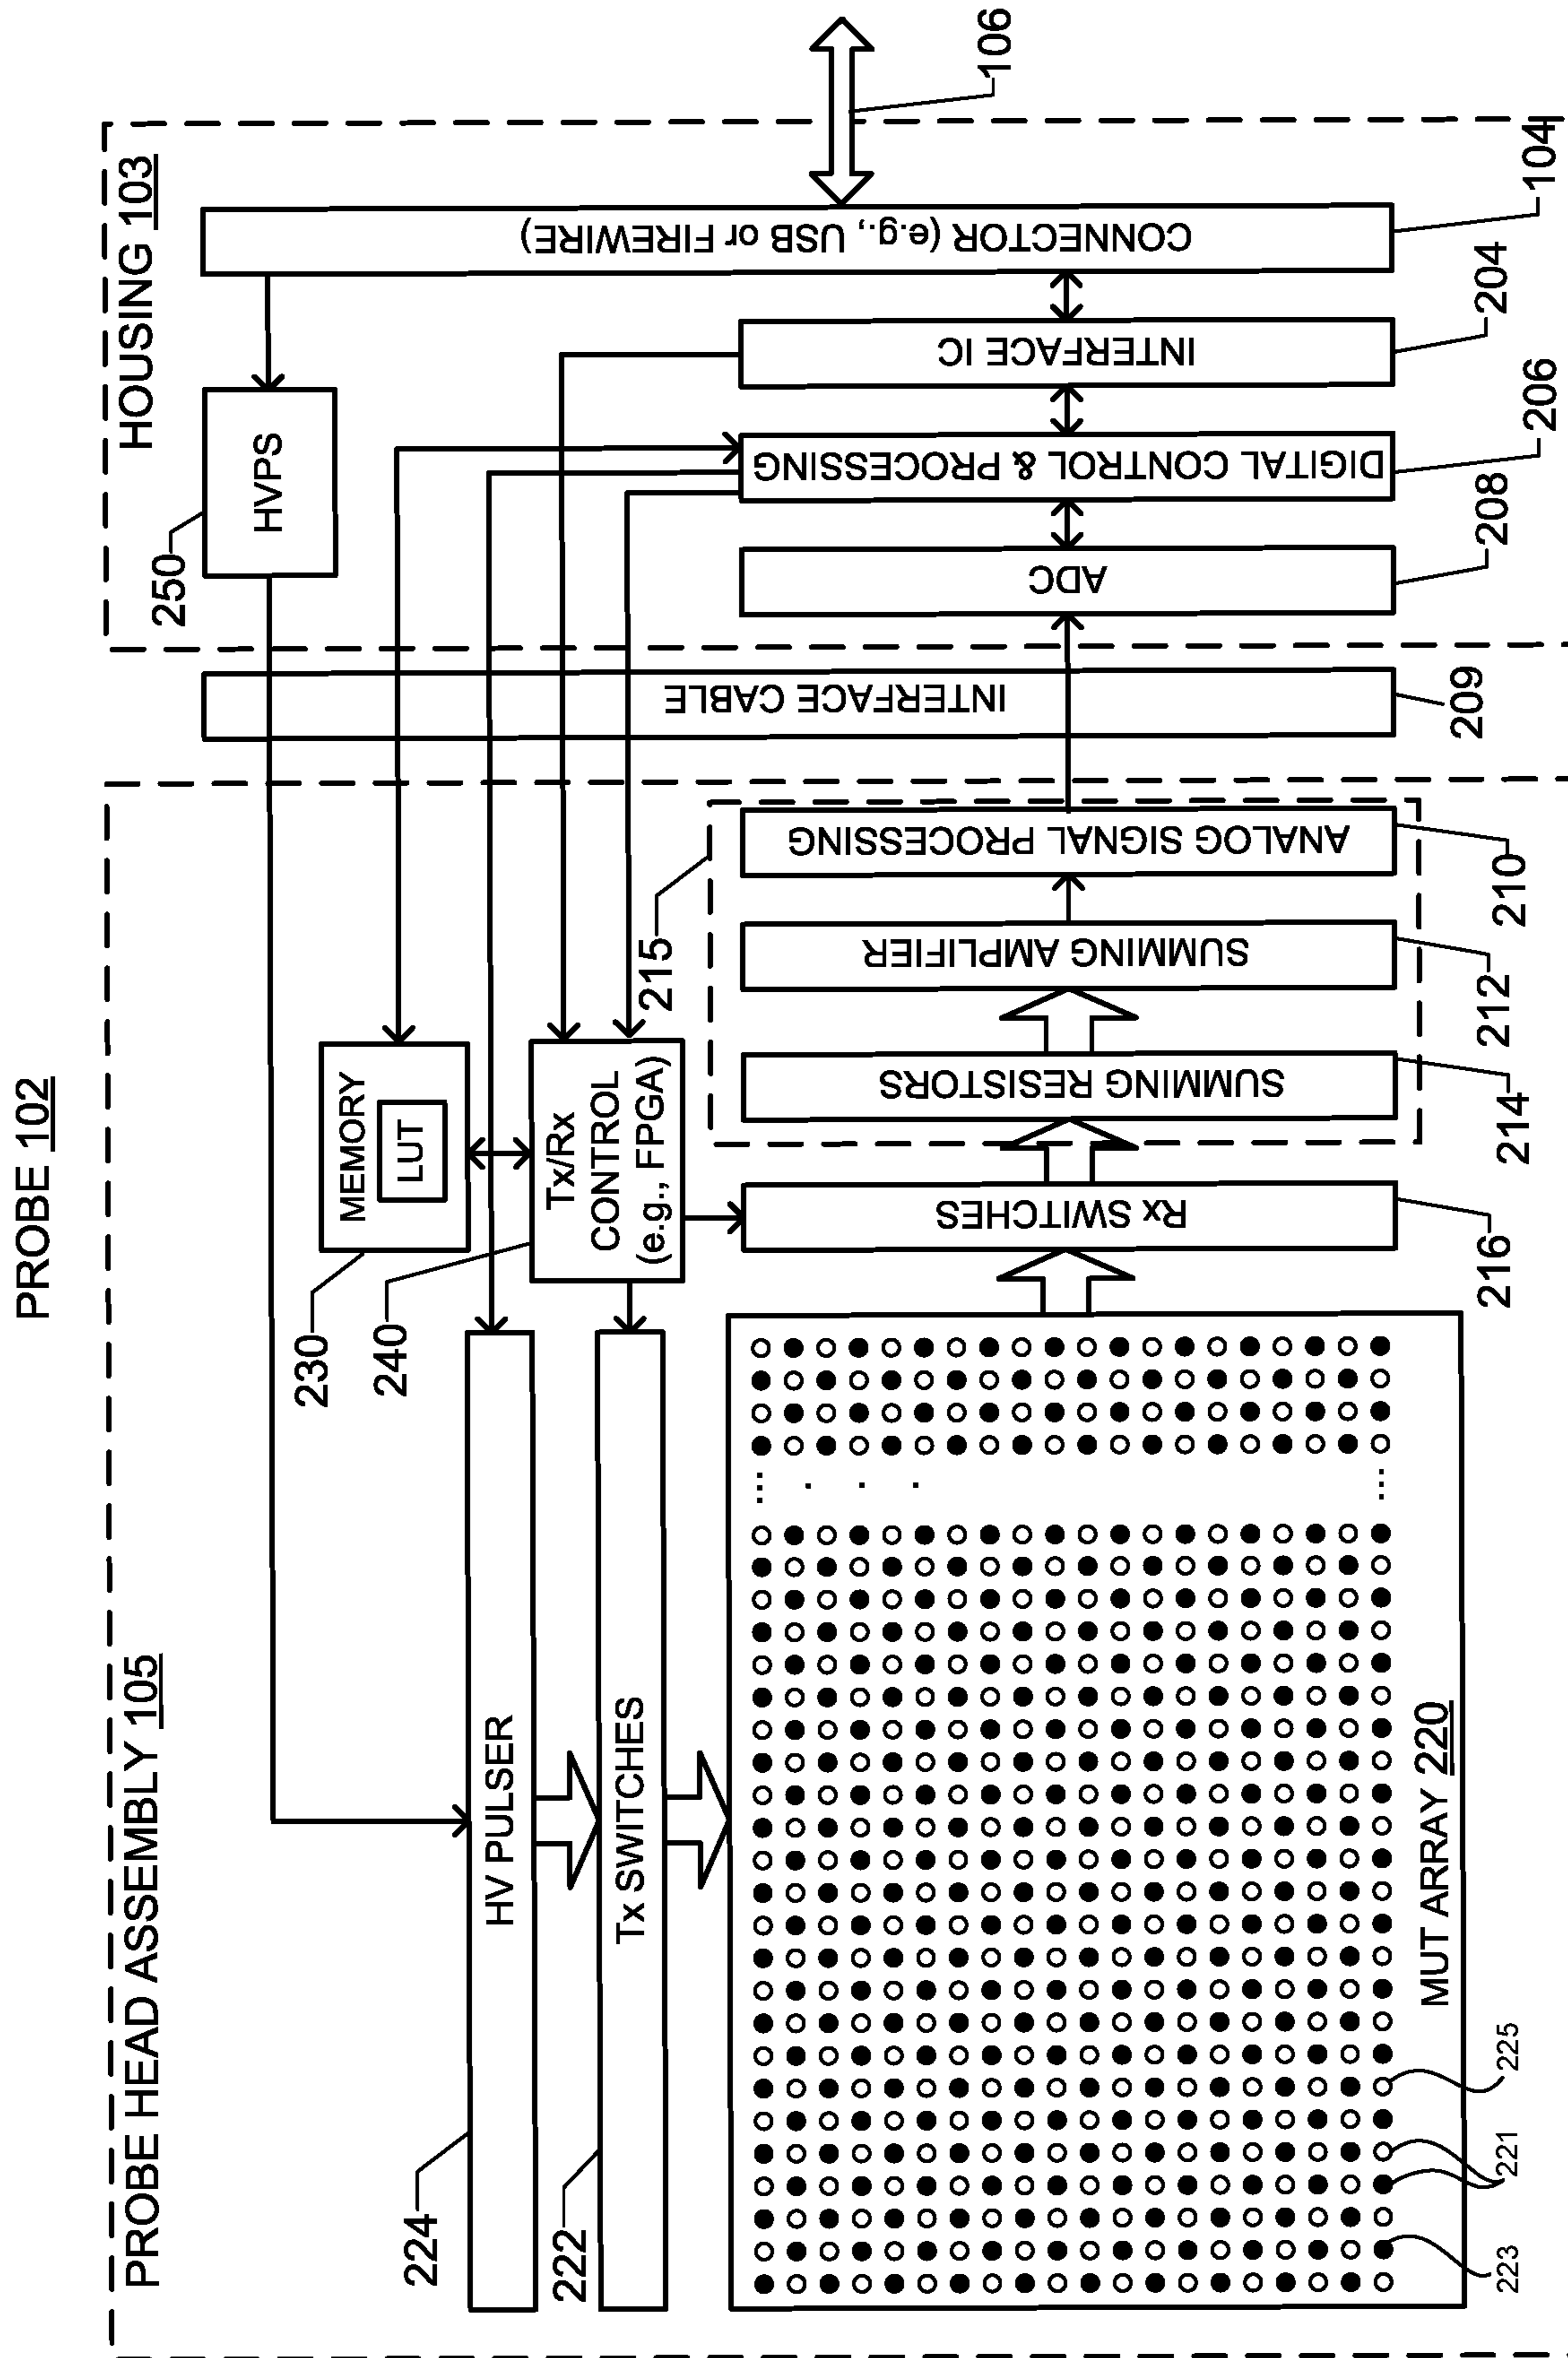 PROBE 102
PROBE HEAD ASSEMBLY 105
HOUSING 103
224
HV PULSER
222
Tx SWITCHES
230
MEMORY
LUT
240
Tx/Rx
CONTROL
(e.g., FPGA)
250
HVPS
215
MUT ARRAY 220
...
. . .
...
223
221
225
Rx SWITCHES
216
SUMMING RESISTORS
214
SUMMING AMPLIFIER
212
ANALOG SIGNAL PROCESSING
210
INTERFACE CABLE
209
ADC
208
DIGITAL CONTROL & PROCESSING
206
INTERFACE IC
204
CONNECTOR (e.g., USB or FIREWIRE)
104
106